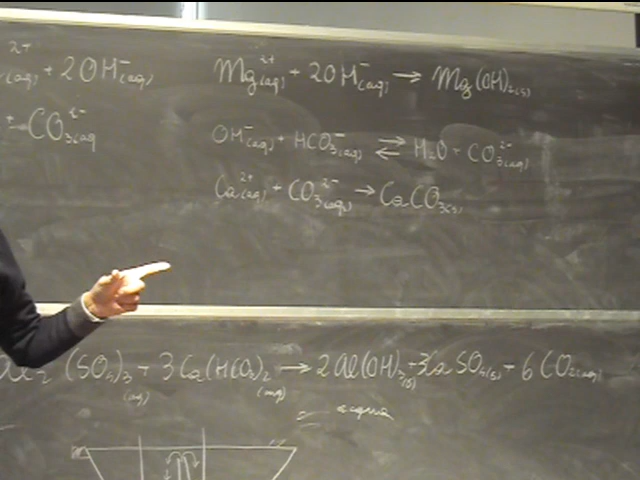 2+
(aq) + 2OH⁻(aq)
CO₃²⁻(aq
Mg²⁺(aq) + 2OH⁻(aq) → Mg(OH)₂(s)
OH⁻(aq) + HCO₃⁻(aq) ⇌ H₂O + CO₃²⁻(aq)
Ca²⁺(aq) + CO₃²⁻(aq) → CaCO₃(s)
Al₂(SO₄)₃(aq) + 3Ca(HCO₃)₂(aq) → 2Al(OH)₃(s) + 3CaSO₄(s) + 6CO₂(aq)
acqua